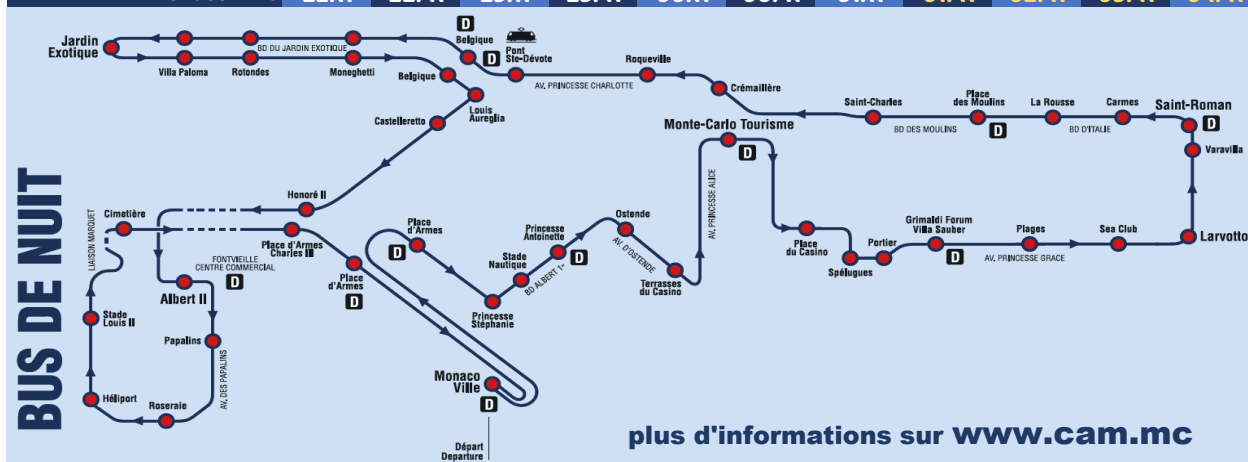 BUS DE NUIT
Jardin
Exotique
Villa Paloma
Rotondes
Moneghetti
BD DU JARDIN EXOTIQUE
D
Belgique
D
Pont
Ste-Dévote
Belgique
Louis
Aureglia
Castelleretto
AV. PRINCESSE CHARLOTTE
Roqueville
Crémaillère
Saint-Charles
BD DES MOULINS
Place
des Moulins
D
La Rousse
BD D'ITALIE
Carmes
Saint-Roman
D
Varavilla
Monte-Carlo Tourisme
D
AV. PRINCESSE ALICE
Honoré II
Cimetière
LIAISON MARQUET
Place d'Armes
Charles III
FONTVIEILLE
CENTRE COMMERCIAL
D
Albert II
Place
d'Armes
D
Place
d'Armes
D
Stade
Louis II
Papalins
AV. DES PAPALINS
Héliport
Roseraie
Princesse
Stéphanie
Stade
Nautique
BD ALBERT 1er
Princesse
Antoinette
D
Ostende
AV. D'OSTENDE
Terrasses
du Casino
Place
du Casino
Spélugues
Portier
Grimaldi Forum
Villa Sauber
D
Plages
AV. PRINCESSE GRACE
Sea Club
Larvotto
Monaco
Ville
D
Départ
Departure
plus d'informations sur www.cam.mc